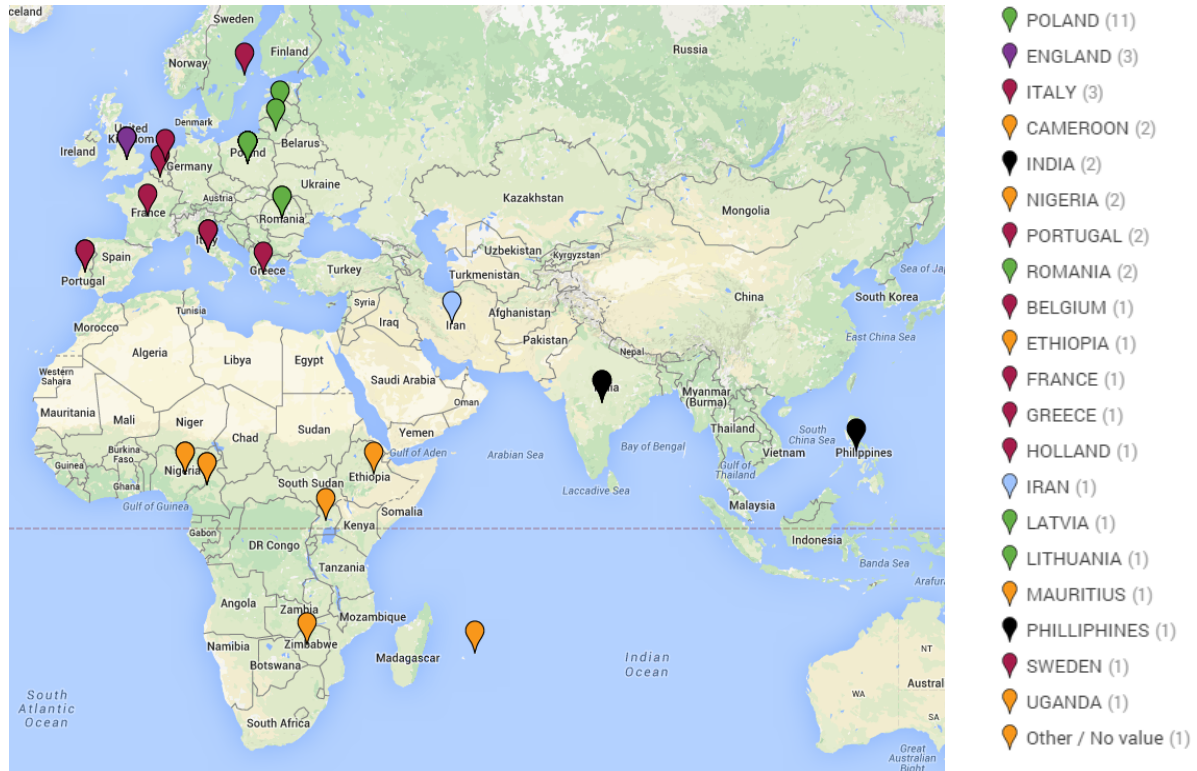 celand
Sweden
Finland
Norway
Russia
Denmark
United
Kingdom
Ireland
Poland
Belarus
Germany
Ukraine
Kazakhstan
Austria
France
Mongolia
Romania
Italy
Spain
Uzbekistan
Kyrgyzstan
Greece
Turkey
Turkmenistan
Portugal
Sea of Jap
China
South Korea
Syria
Tunisia
Afghanistan
Iraq
Iran
Morocco
East China Sea
Pakistan
Algeria
Nepal
Libya
Egypt
Western
Sahara
Saudi Arabia
India
Myanmar
(Burma)
Oman
Mauritania
Mali
Niger
Sudan
Thailand
South
China Sea
Chad
Yemen
Bay of Bengal
Burkina
Faso
Gulf of Aden
Arabian Sea
Vietnam
Philippines
Guinea
Nigeria
Ethiopia
Gulf of
Thailand
Ghana
South Sudan
Laccadive Sea
Gulf of Guinea
Somalia
Malaysia
Kenya
Gabon
Indonesia
DR Congo
Banda Sea
Tanzania
Arafura
Angola
Zambia
Mozambique
Zimbabwe
Namibia
Madagascar
Botswana
Indian
Ocean
NT
Austral
WA
South
Atlantic
Ocean
SA
South Africa
Great
Australian
Bight
POLAND (11)
ENGLAND (3)
ITALY (3)
CAMEROON (2)
INDIA (2)
NIGERIA (2)
PORTUGAL (2)
ROMANIA (2)
BELGIUM (1)
ETHIOPIA (1)
FRANCE (1)
GREECE (1)
HOLLAND (1)
IRAN (1)
LATVIA (1)
LITHUANIA (1)
MAURITIUS (1)
PHILLIPHINES (1)
SWEDEN (1)
UGANDA (1)
Other / No value (1)